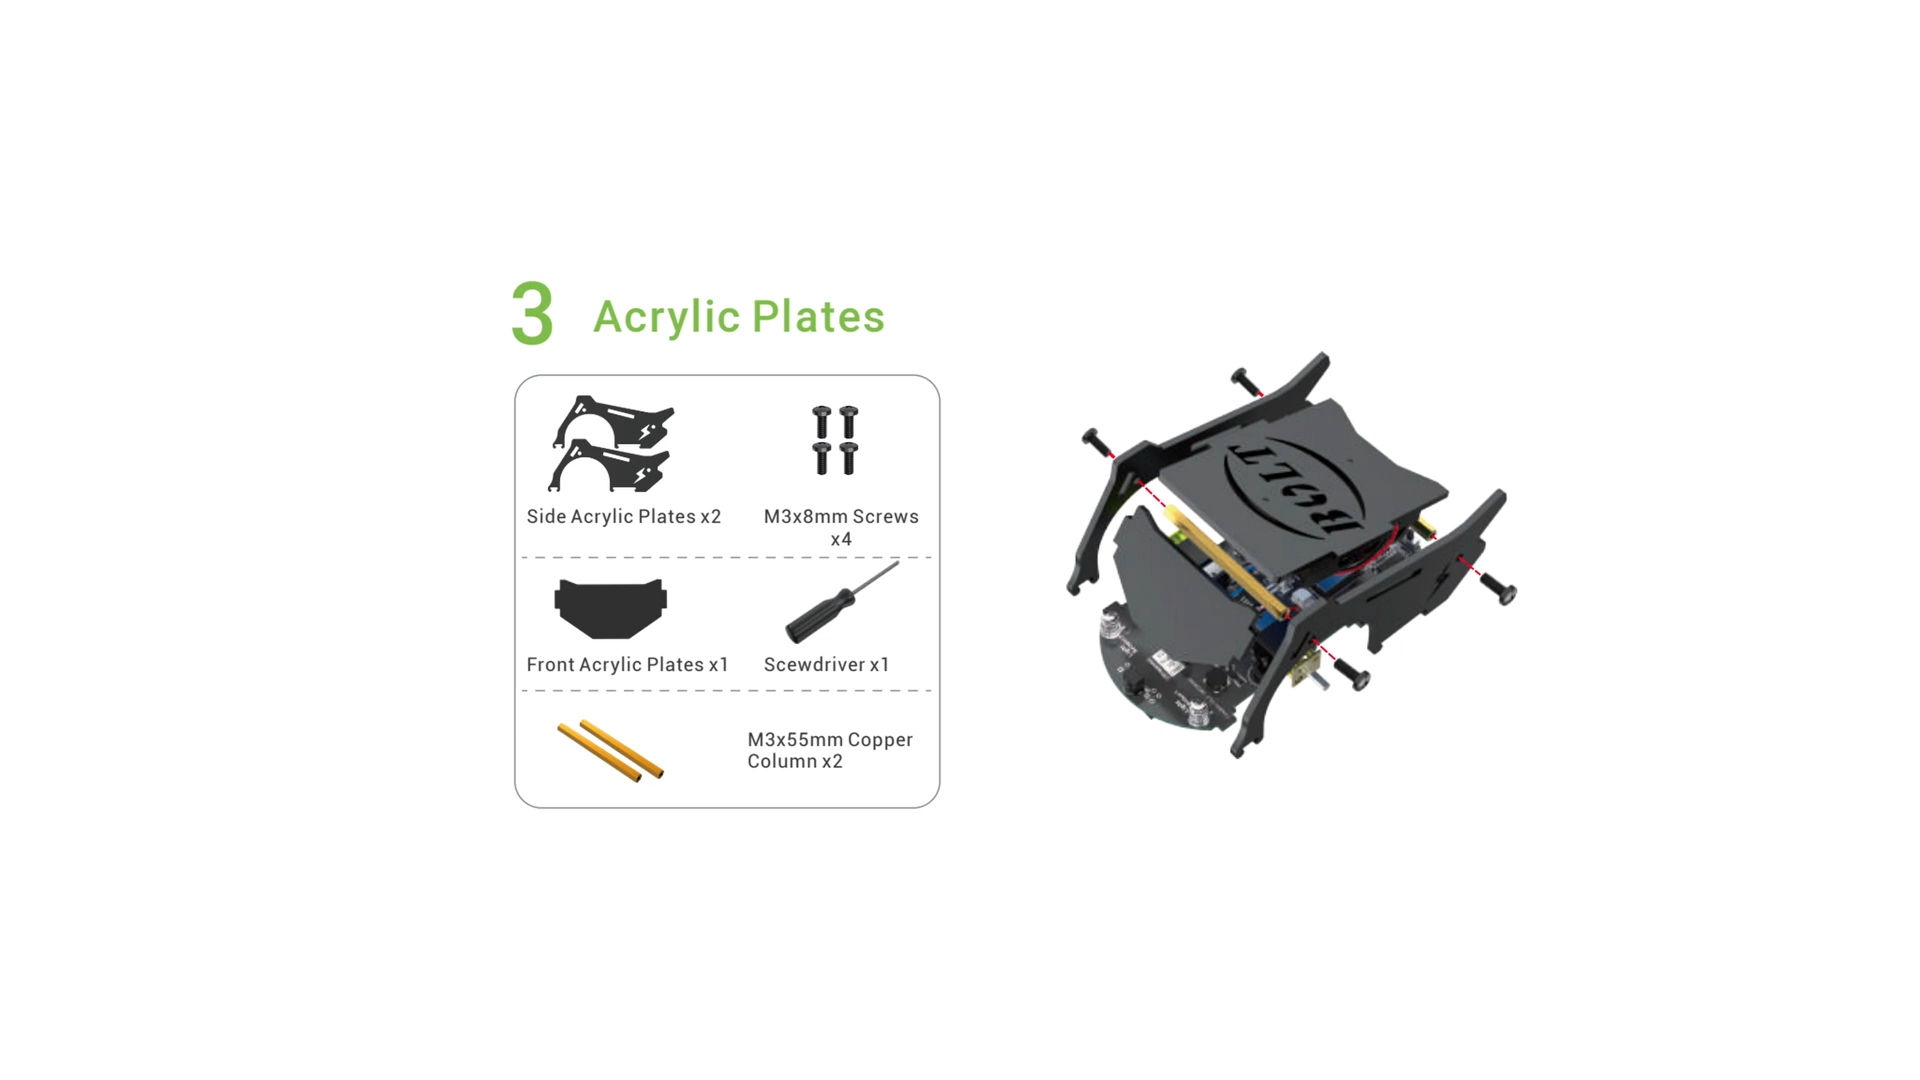 3 Acrylic Plates
Side Acrylic Plates x2
M3x8mm Screws
x4
Front Acrylic Plates x1
Scewdriver x1
M3x55mm Copper
Column x2
BOLT